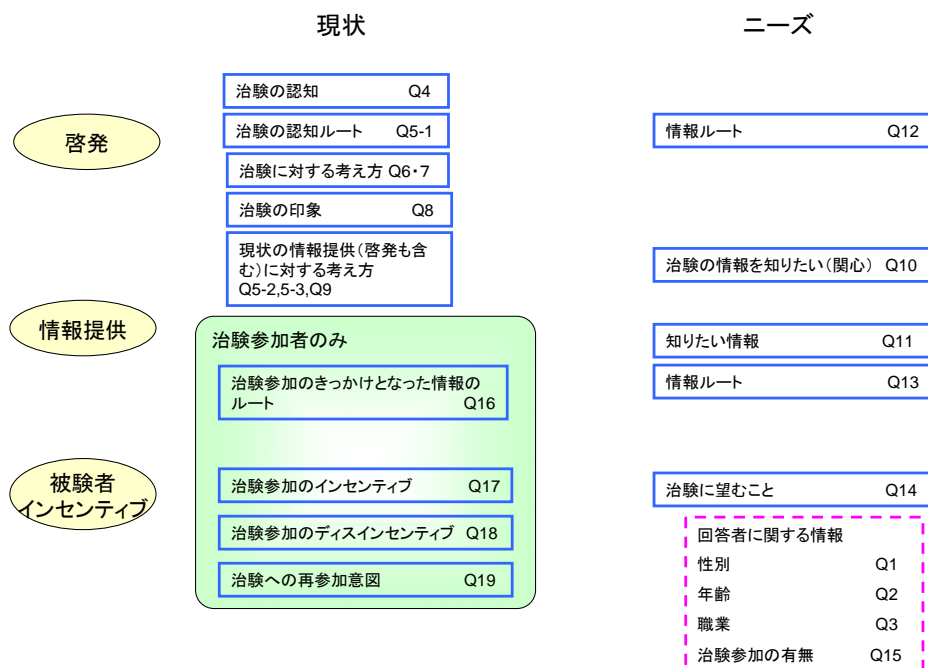 現状
ニーズ
啓発
治験の認知 Q4
治験の認知ルート Q5-1
治験に対する考え方 Q6・7
治験の印象 Q8
現状の情報提供(啓発も含
む)に対する考え方
Q5-2,5-3,Q9
情報ルート Q12
治験の情報を知りたい(関心) Q10
情報提供
治験参加者のみ
治験参加のきっかけとなった情報の
ルート Q16
知りたい情報 Q11
情報ルート Q13
被験者
インセンティブ
治験参加のインセンティブ Q17
治験参加のディスインセンティブ Q18
治験への再参加意図 Q19
治験に望むこと Q14
回答者に関する情報
性別 Q1
年齢 Q2
職業 Q3
治験参加の有無 Q15